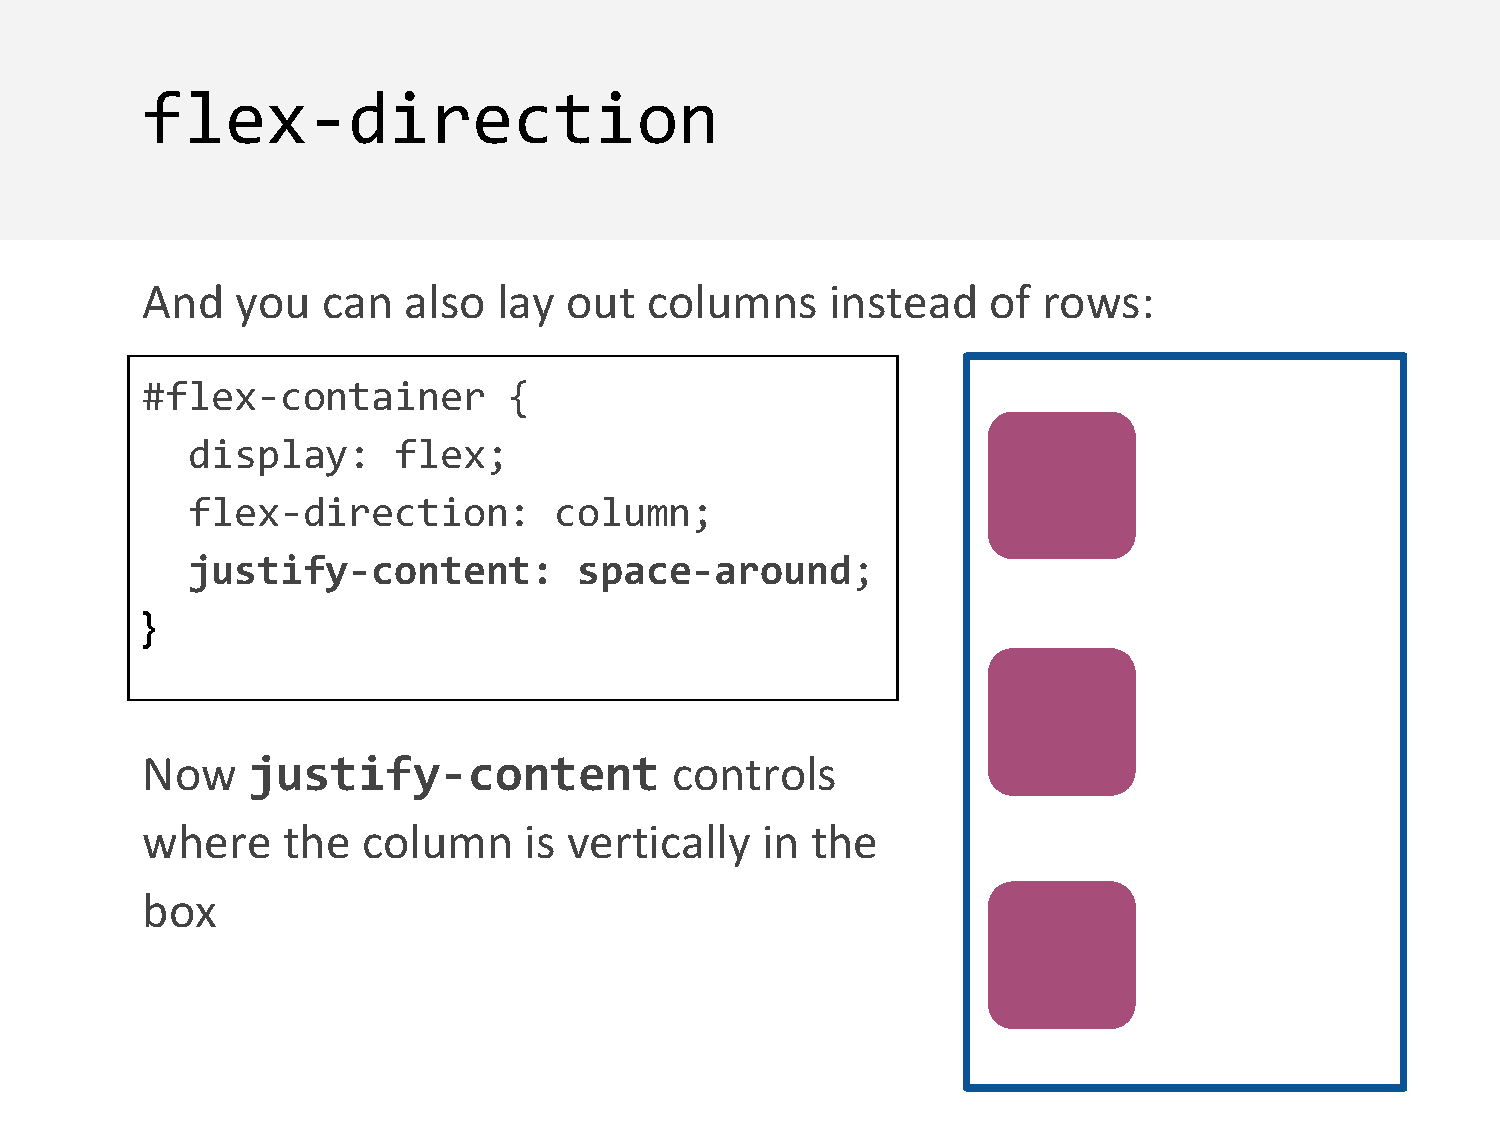 flex-direction
And you can also lay out columns instead of rows:
#flex-container {
  display: flex;
  flex-direction: column;
  justify-content: space-around;
}
Now justify-content controls
where the column is vertically in the
box